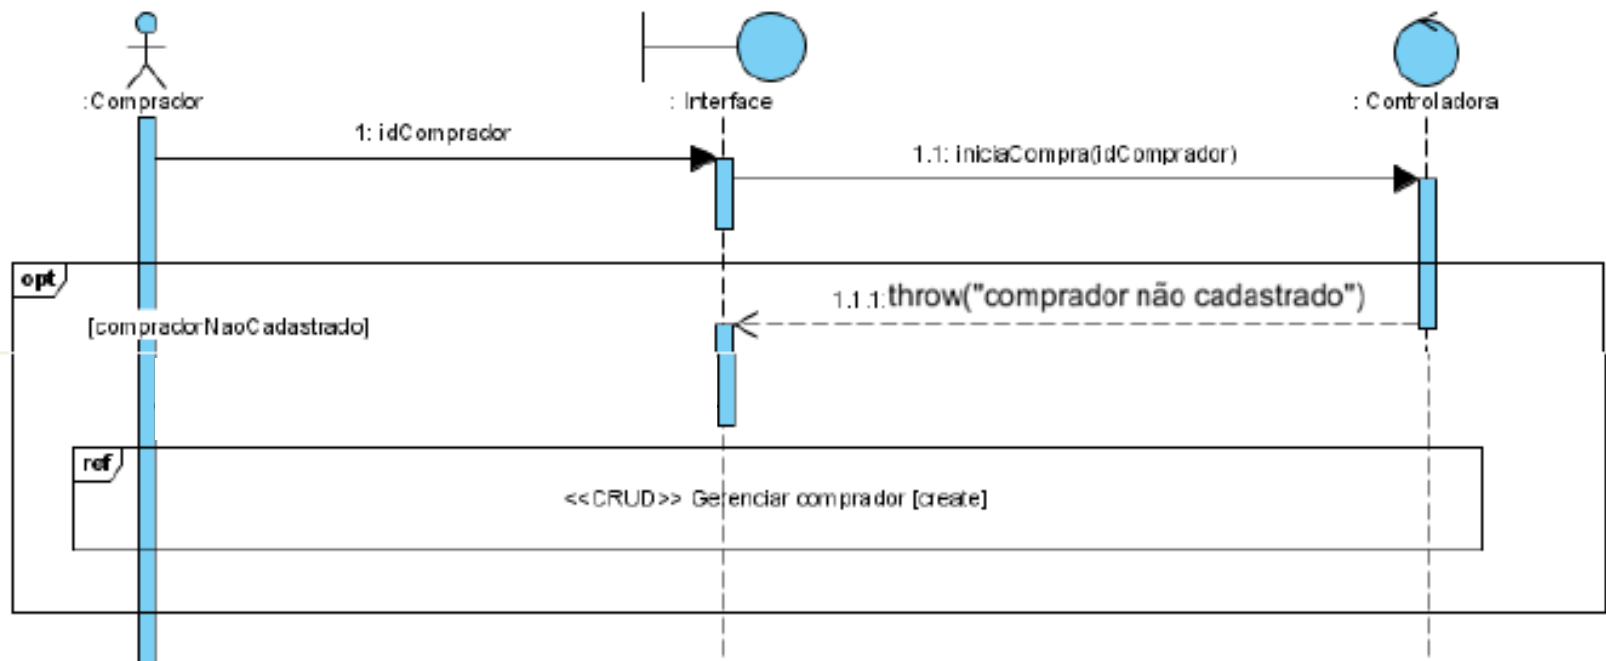 :Comprador
: Interface
: Controladora
1: idComprador
1.1: iniciaCompra(idComprador)
opt
1.1.1:throw("comprador não cadastrado")
[compradorNaoCadastrado]
ref
<<CRUD>> Gerenciar comprador [create]